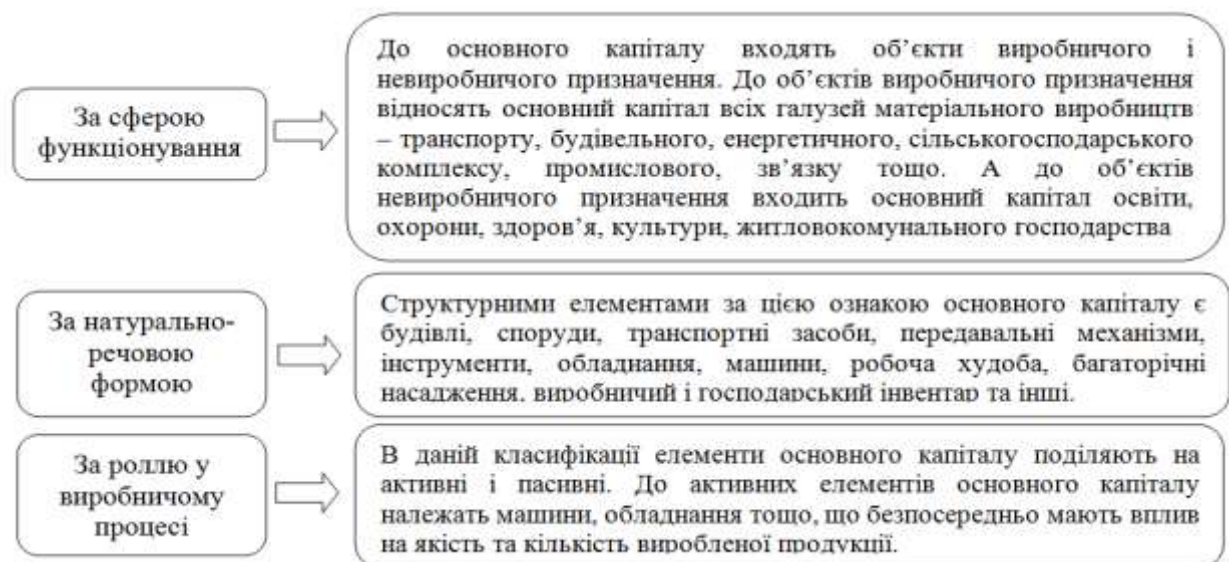 За сферою
функціонування
До основного капіталу входять об’єкти виробничого і
невиробничого призначення. До об’єктів виробничого призначення
відносять основний капітал всіх галузей матеріального виробництв
– транспорту, будівельного, енергетичного, сільськогосподарського
комплексу, промислового, зв’язку тощо. А до об’єктів
невиробничого призначення входить основний капітал освіти,
охорони, здоров’я, культури, житловокомунального господарства
За натурально-
речовою
формою
Структурними елементами за цією ознакою основного капіталу є
будівлі, споруди, транспортні засоби, передавальні механізми,
інструменти, обладнання, машини, робоча худоба, багаторічні
насадження, виробничий і господарський інвентар та інші.
За роллю у
виробничому
процесі
В даній класифікації елементи основного капіталу поділяють на
активні і пасивні. До активних елементів основного капіталу
належать машини, обладнання тощо, що безпосередньо мають вплив
на якість та кількість виробленої продукції.